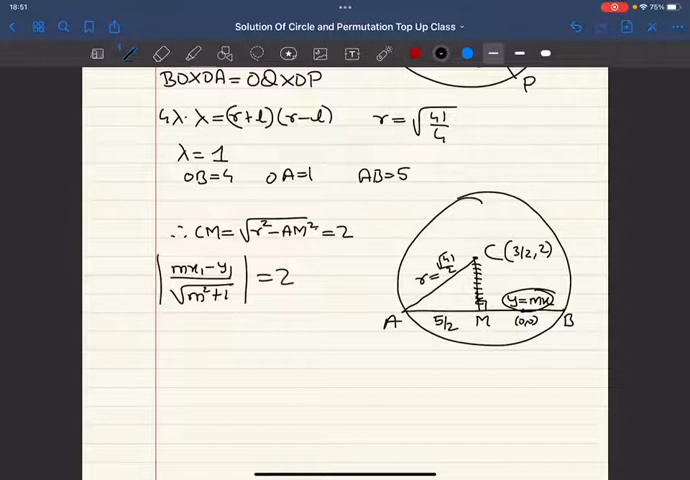 18:51
75%
Solution Of Circle and Permutation Top Up Class
BO×OA = OQ×OP
P
4λ·λ = (r+l)(r-l) r = √(41/4)
λ = 1
OB=4 OA=1 AB=5
∴ CM = √(r²-AM²) = 2
C(3/2, 2)
r = √41/2
|mx₁-y₁/√(m²+1)| = 2
y=mx
A 5/2 M (0,0) B